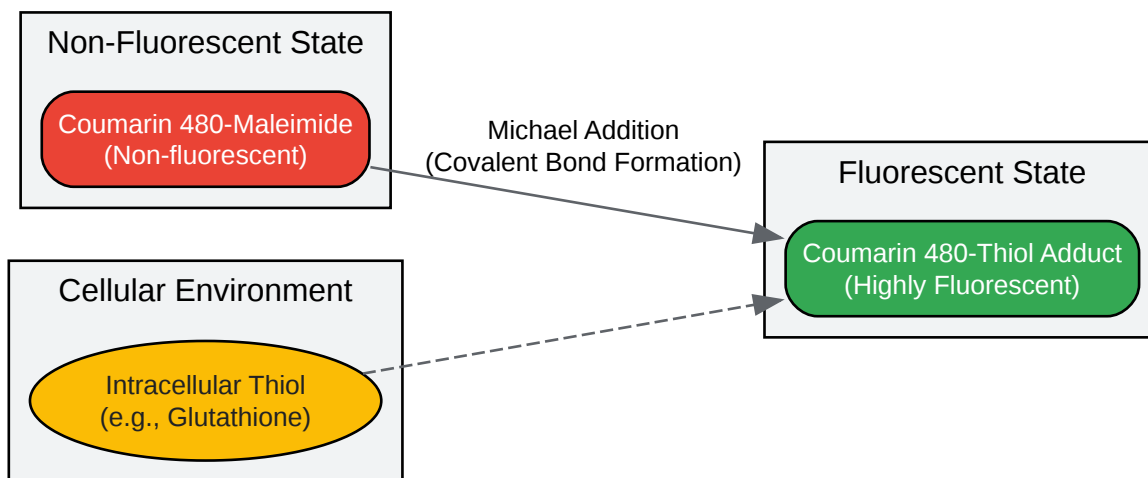 Non-Fluorescent State
Coumarin 480-Maleimide
(Non-fluorescent)
Michael Addition
(Covalent Bond Formation)
Fluorescent State
Coumarin 480-Thiol Adduct
(Highly Fluorescent)
Cellular Environment
Intracellular Thiol
(e.g., Glutathione)